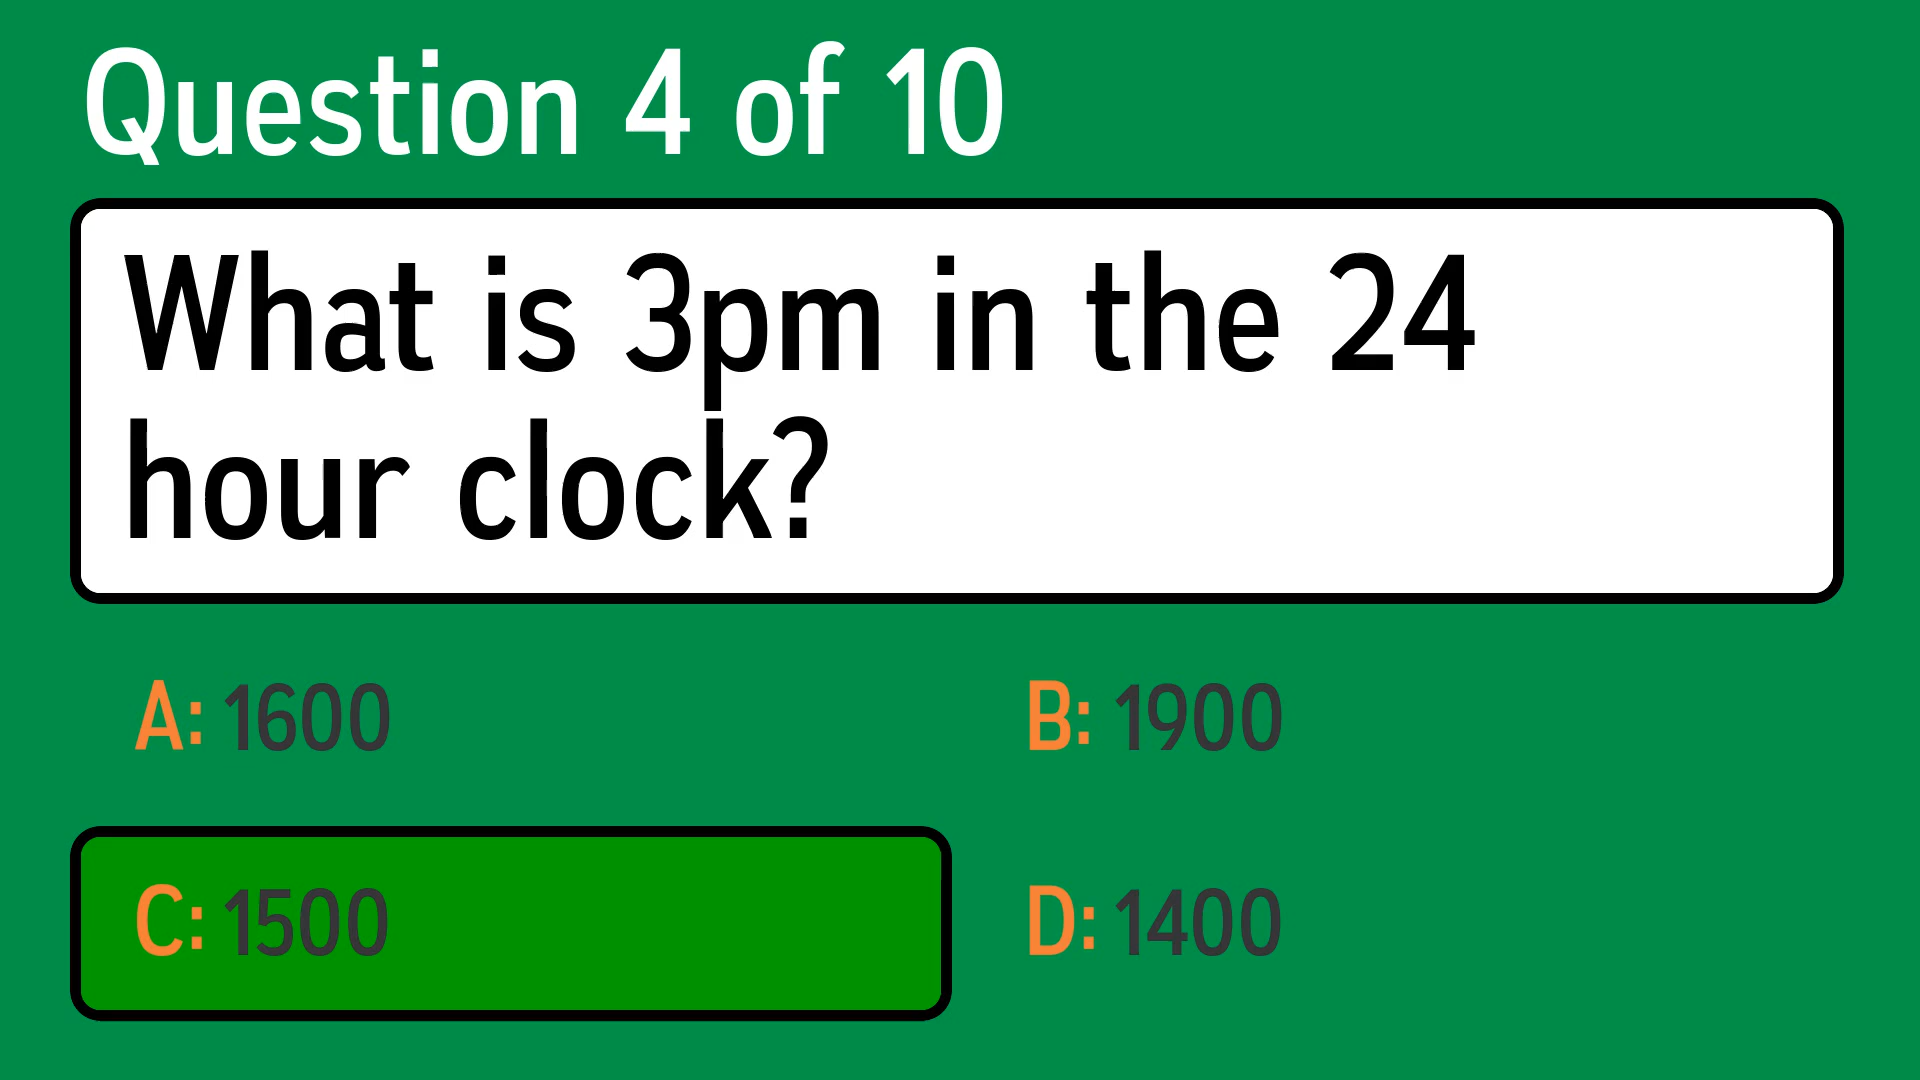 Question 4 of 10
What is 3pm in the 24
hour clock?
A: 1600
B: 1900
C: 1500
D: 1400